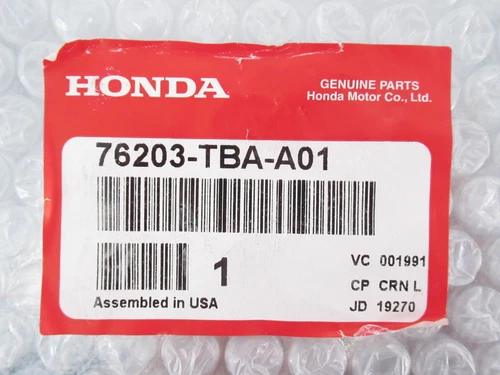 HONDA
GENUINE PARTS
Honda Motor Co., Ltd.
76203-TBA-A01
1
VC 001991
CP CRN L
Assembled in USA
JD 19270